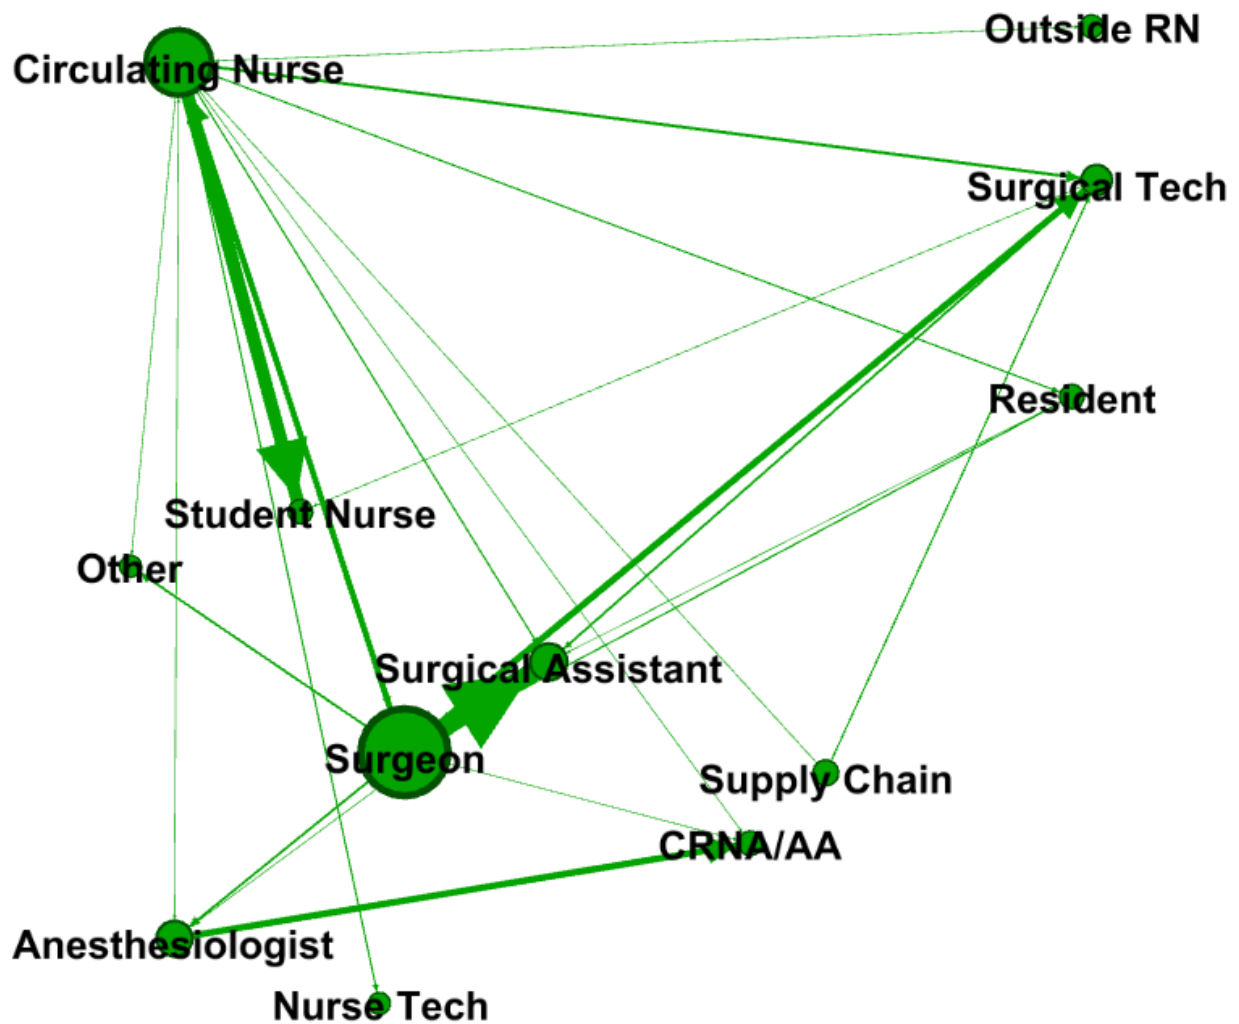 Outside RN
Circulating Nurse
Surgical Tech
Resident
Student Nurse
Other
Surgical Assistant
Surgeon
Supply Chain
CRNA/AA
Anesthesiologist
Nurse Tech